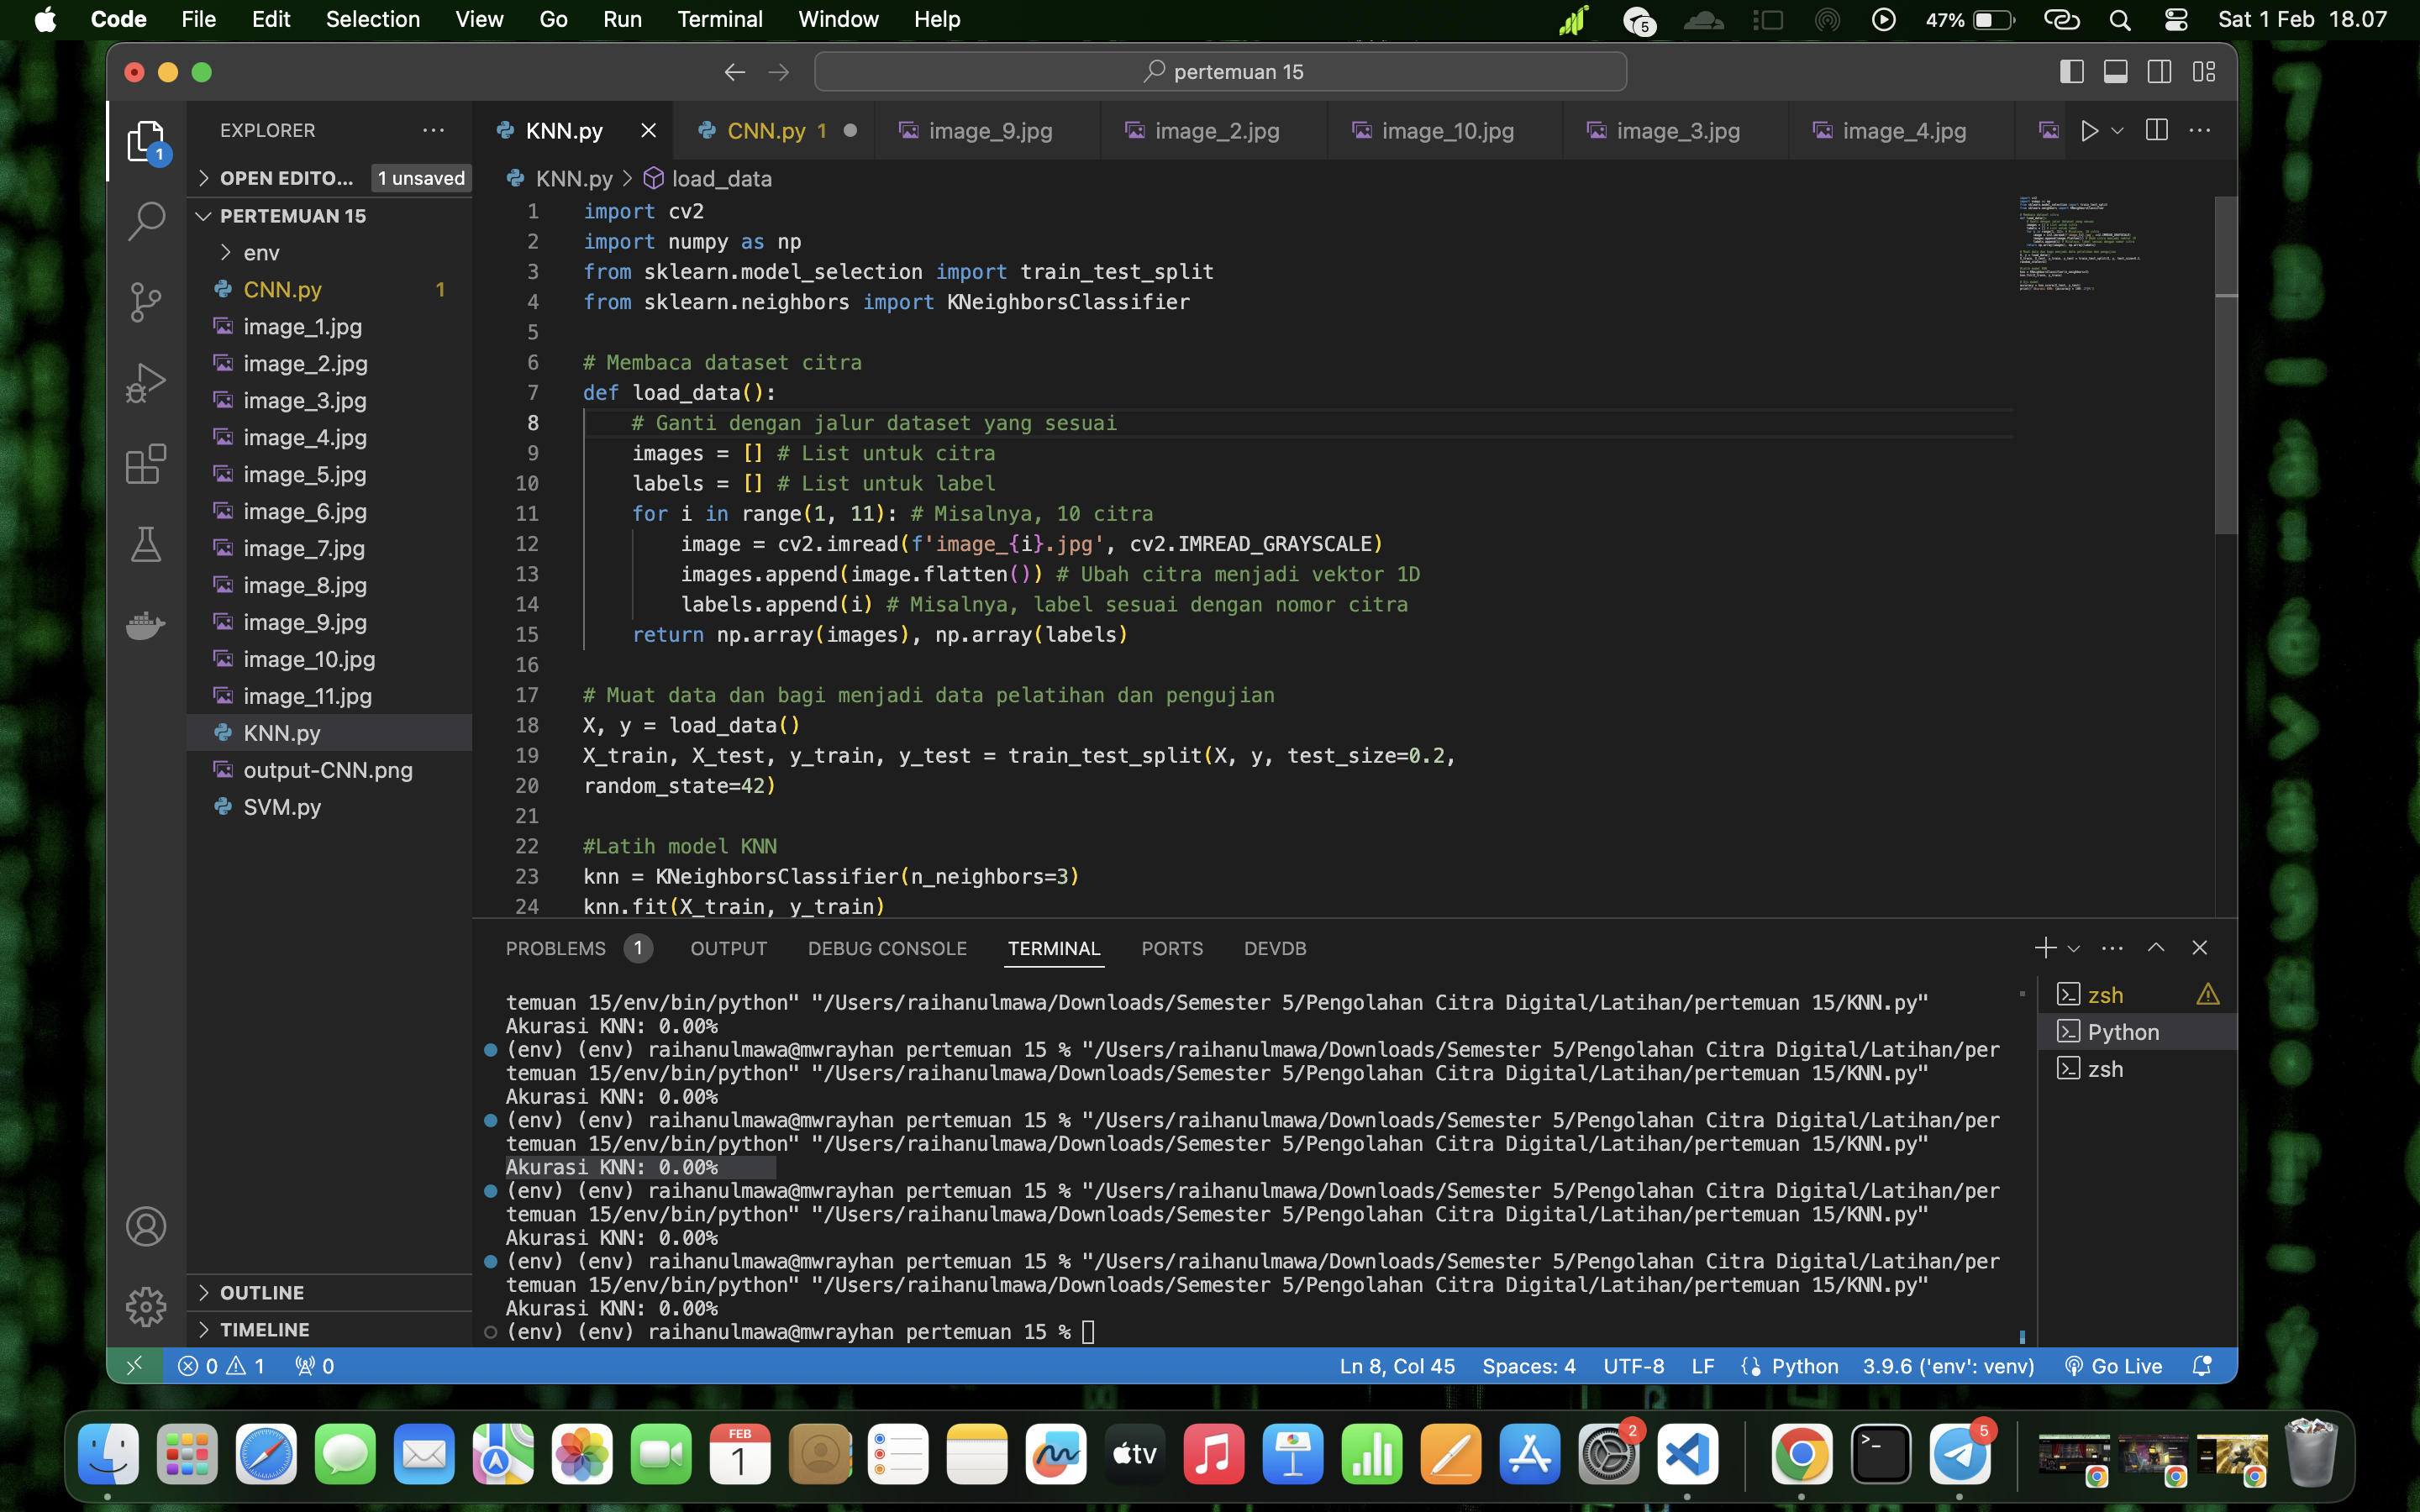 Code File Edit Selection View Go Run Terminal Window Help 5 47% Sat 1 Feb 18.07
pertemuan 15
EXPLORER
OPEN EDITO... 1 unsaved
PERTEMUAN 15
env
CNN.py 1
image_1.jpg
image_2.jpg
image_3.jpg
image_4.jpg
image_5.jpg
image_6.jpg
image_7.jpg
image_8.jpg
image_9.jpg
image_10.jpg
image_11.jpg
KNN.py
output-CNN.png
SVM.py
OUTLINE
TIMELINE
1
KNN.py CNN.py 1 image_9.jpg image_2.jpg image_10.jpg image_3.jpg image_4.jpg
KNN.py > load_data
1 import cv2
2 import numpy as np
3 from sklearn.model_selection import train_test_split
4 from sklearn.neighbors import KNeighborsClassifier
5
6 # Membaca dataset citra
7 def load_data():
8 # Ganti dengan jalur dataset yang sesuai
9 images = [] # List untuk citra
10 labels = [] # List untuk label
11 for i in range(1, 11): # Misalnya, 10 citra
12 image = cv2.imread(f'image_{i}.jpg', cv2.IMREAD_GRAYSCALE)
13 images.append(image.flatten()) # Ubah citra menjadi vektor 1D
14 labels.append(i) # Misalnya, label sesuai dengan nomor citra
15 return np.array(images), np.array(labels)
16
17 # Muat data dan bagi menjadi data pelatihan dan pengujian
18 X, y = load_data()
19 X_train, X_test, y_train, y_test = train_test_split(X, y, test_size=0.2,
20 random_state=42)
21
22 #Latih model KNN
23 knn = KNeighborsClassifier(n_neighbors=3)
24 knn.fit(X_train, y_train)
PROBLEMS 1 OUTPUT DEBUG CONSOLE TERMINAL PORTS DEVDB
temuan 15/env/bin/python" "/Users/raihanulmawa/Downloads/Semester 5/Pengolahan Citra Digital/Latihan/pertemuan 15/KNN.py"
Akurasi KNN: 0.00%
(env) (env) raihanulmawa@mwrayhan pertemuan 15 % "/Users/raihanulmawa/Downloads/Semester 5/Pengolahan Citra Digital/Latihan/per
temuan 15/env/bin/python" "/Users/raihanulmawa/Downloads/Semester 5/Pengolahan Citra Digital/Latihan/pertemuan 15/KNN.py"
Akurasi KNN: 0.00%
(env) (env) raihanulmawa@mwrayhan pertemuan 15 % "/Users/raihanulmawa/Downloads/Semester 5/Pengolahan Citra Digital/Latihan/per
temuan 15/env/bin/python" "/Users/raihanulmawa/Downloads/Semester 5/Pengolahan Citra Digital/Latihan/pertemuan 15/KNN.py"
Akurasi KNN: 0.00%
(env) (env) raihanulmawa@mwrayhan pertemuan 15 % "/Users/raihanulmawa/Downloads/Semester 5/Pengolahan Citra Digital/Latihan/per
temuan 15/env/bin/python" "/Users/raihanulmawa/Downloads/Semester 5/Pengolahan Citra Digital/Latihan/pertemuan 15/KNN.py"
Akurasi KNN: 0.00%
(env) (env) raihanulmawa@mwrayhan pertemuan 15 % "/Users/raihanulmawa/Downloads/Semester 5/Pengolahan Citra Digital/Latihan/per
temuan 15/env/bin/python" "/Users/raihanulmawa/Downloads/Semester 5/Pengolahan Citra Digital/Latihan/pertemuan 15/KNN.py"
Akurasi KNN: 0.00%
(env) (env) raihanulmawa@mwrayhan pertemuan 15 %
zsh
Python
zsh
0 1 0 Ln 8, Col 45 Spaces: 4 UTF-8 LF Python 3.9.6 ('env': venv) Go Live
FEB
1
tv
2
5